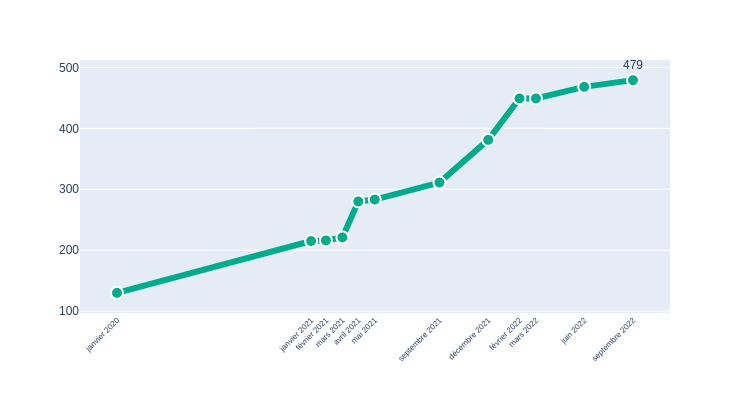 479
500
400
300
200
100
janvier 2020
janvier 2021
février 2021
mars 2021
avril 2021
mai 2021
septembre 2021
décembre 2021
février 2022
mars 2022
juin 2022
septembre 2022